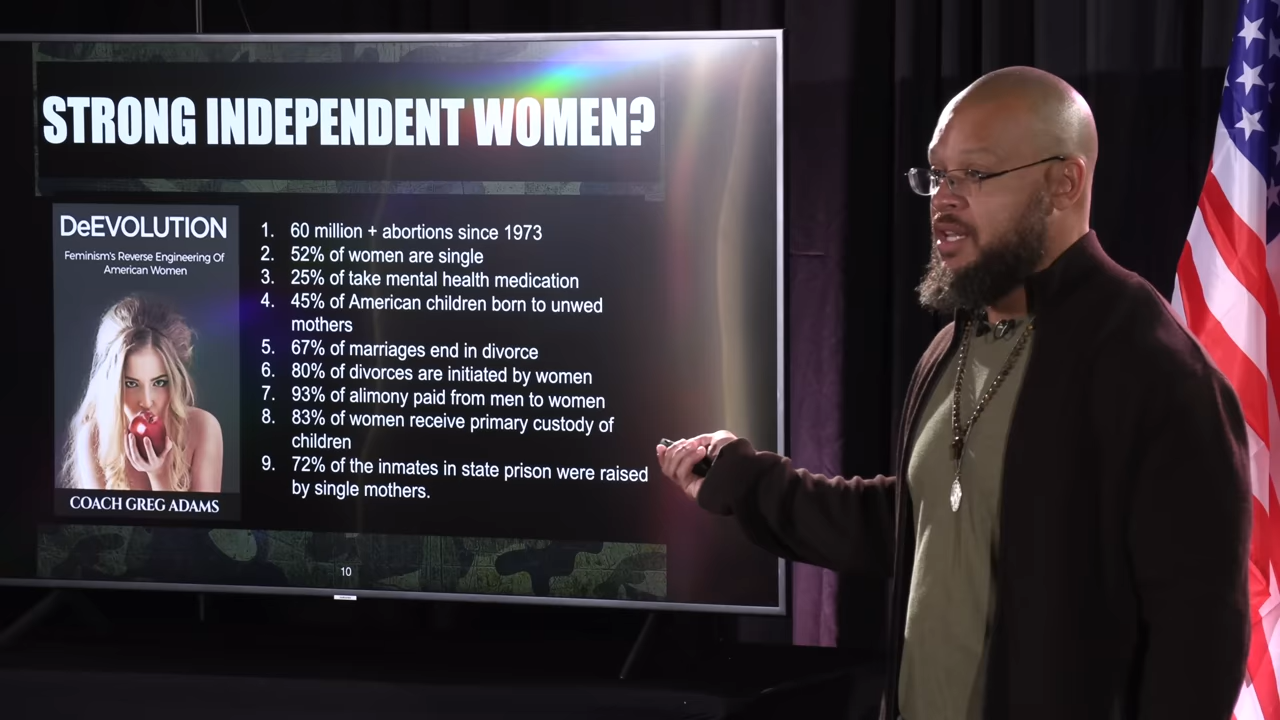 STRONG INDEPENDENT WOMEN?
DeEVOLUTION
Feminism's Reverse Engineering Of
American Women
COACH GREG ADAMS
1. 60 million + abortions since 1973
2. 52% of women are single
3. 25% of take mental health medication
4. 45% of American children born to unwed
mothers
5. 67% of marriages end in divorce
6. 80% of divorces are initiated by women
7. 93% of alimony paid from men to women
8. 83% of women receive primary custody of
children
9. 72% of the inmates in state prison were raised
by single mothers.
10